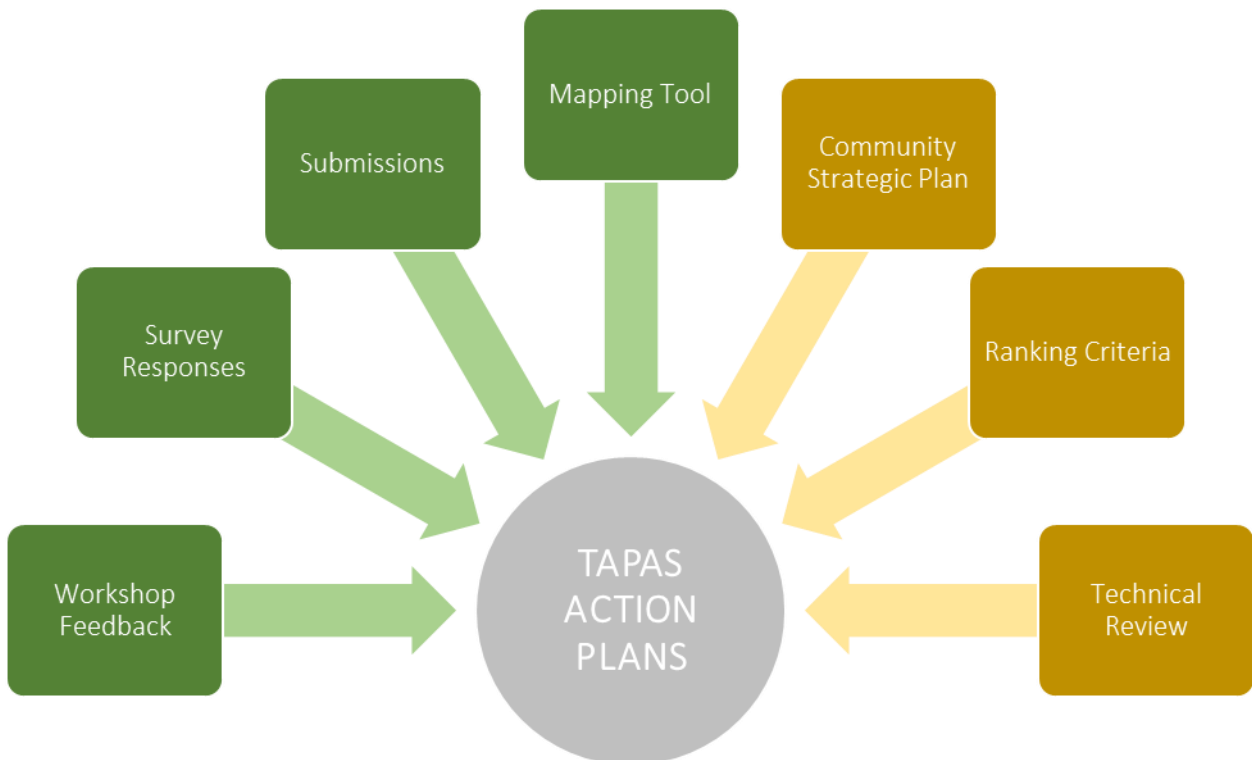 Mapping Tool
Submissions
Community
Strategic Plan
Survey
Responses
Ranking Criteria
Workshop
Feedback
TAPAS
ACTION
PLANS
Technical
Review